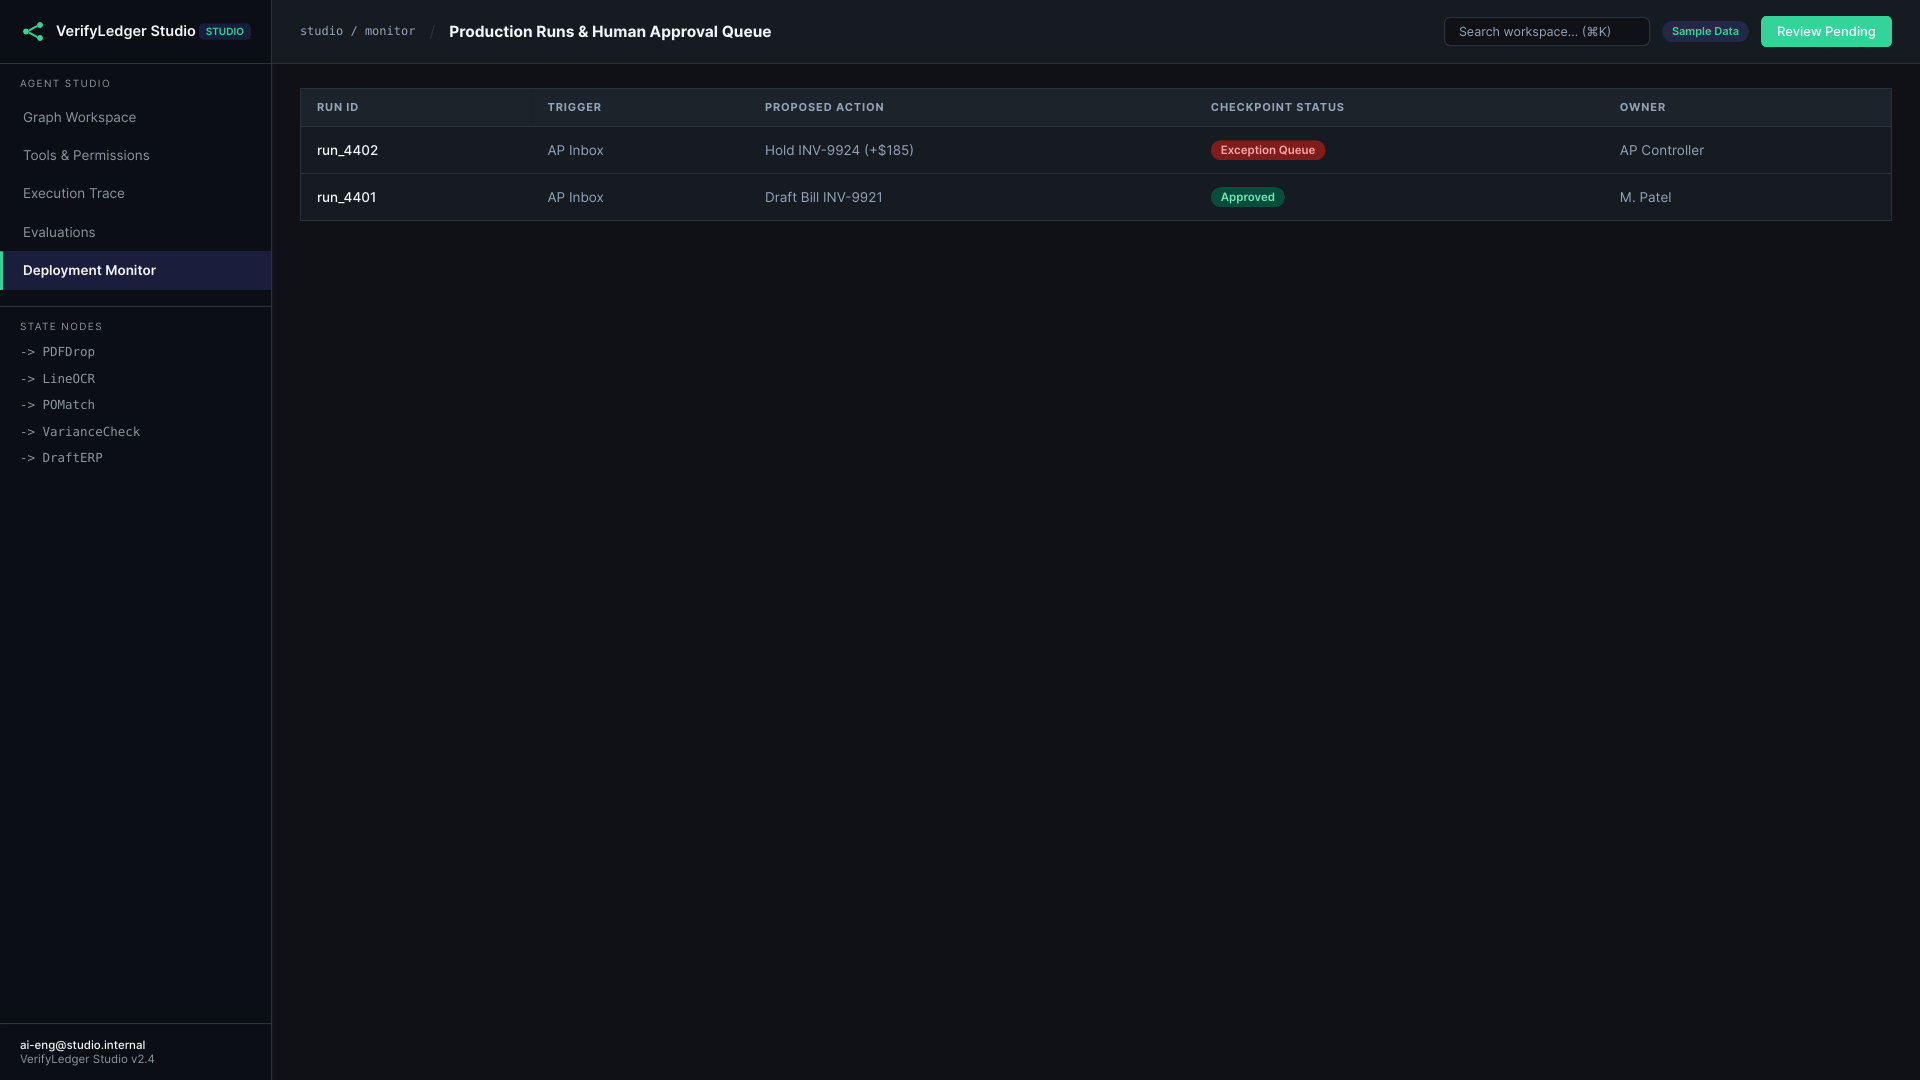 VerifyLedger Studio STUDIO
AGENT STUDIO
Graph Workspace
Tools & Permissions
Execution Trace
Evaluations
Deployment Monitor
STATE NODES
-> PDFDrop
-> LineOCR
-> POMatch
-> VarianceCheck
-> DraftERP
ai-eng@studio.internal
VerifyLedger Studio v2.4
studio / monitor / Production Runs & Human Approval Queue
Search workspace... (⌘K) Sample Data Review Pending
RUN ID TRIGGER PROPOSED ACTION CHECKPOINT STATUS OWNER
run_4402 AP Inbox Hold INV-9924 (+$185) Exception Queue AP Controller
run_4401 AP Inbox Draft Bill INV-9921 Approved M. Patel